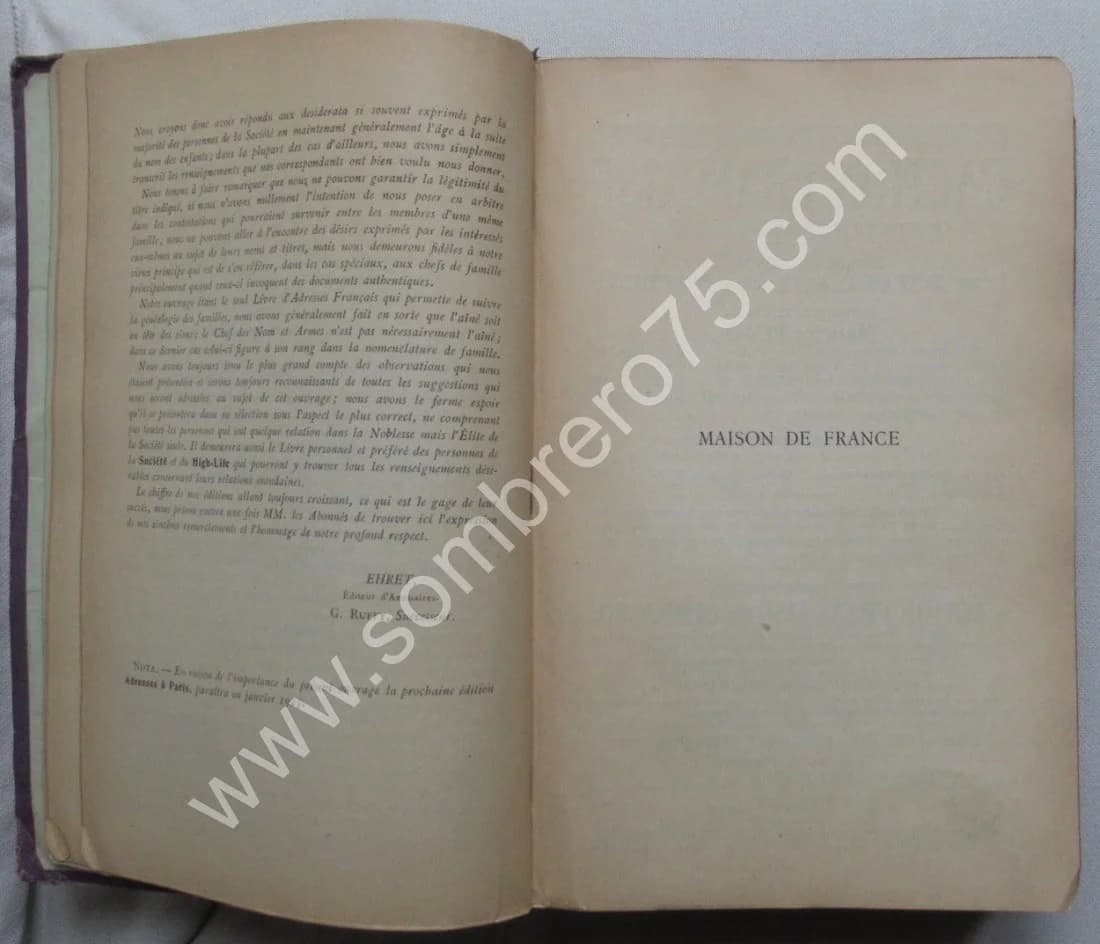 Nous croyons donc avoir répondu aux desiderata si souvent exprimés par la
majorité des personnes de la Société en maintenant généralement l'âge à la suite
du nom des enfants; dans la plupart des cas d'ailleurs, nous avons simplement
transcrit les renseignements que nos correspondants ont bien voulu nous donner.
Nous tenons à faire remarquer que nous ne pouvons garantir la légitimité du
titre indiqué, si nous n'avons nullement l'intention de nous poser en arbitre
dans les contestations qui pourraient survenir entre les membres d'une même
famille; nous ne pouvons aller à l'encontre des désirs exprimés par les intéressés
eux-mêmes au sujet de leurs noms et titres, mais nous demeurons fidèles à notre
vieux principe qui est de s'en référer, dans les cas spéciaux, aux chefs de famille
principalement quand ceux-ci invoquent des documents authentiques.
Notre ouvrage étant le seul Livre d'Adresses Français qui permette de suivre
la généalogie des familles, nous avons généralement fait en sorte que l'aîné soit
en tête des siens; le Chef des Nom et Armes n'est pas nécessairement l'aîné;
dans ce dernier cas celui-ci figure à son rang dans la nomenclature de famille.
Nous avons toujours tenu le plus grand compte des observations qui nous
étaient présentées et serons toujours reconnaissants de toutes les suggestions qui
nous seront adressées au sujet de cet ouvrage; nous avons le ferme espoir
qu'il se présentera dans sa sélection sous l'aspect le plus correct, ne comprenant
pas toutes les personnes qui ont quelque relation dans la Noblesse mais l'Élite de
la Société seule. Il demeurera ainsi le Livre personnel et préféré des personnes de
la Société et du High-Life qui pourront y trouver tous les renseignements dési-
rables concernant leurs relations mondaines.
Le chiffre de nos éditions allant toujours croissant, ce qui est le gage de leur
succès, nous prions encore une fois MM. les Abonnés de trouver ici l'expression
de nos sincères remerciements et l'hommage de notre profond respect.
EHRET,
Éditeur d'Annuaires.
G. RUFFY, Successeur.
NOTA. — En raison de l'importance du présent ouvrage la prochaine édition
Adresses à Paris, paraîtra en janvier
MAISON DE FRANCE
www.sombrero75.com